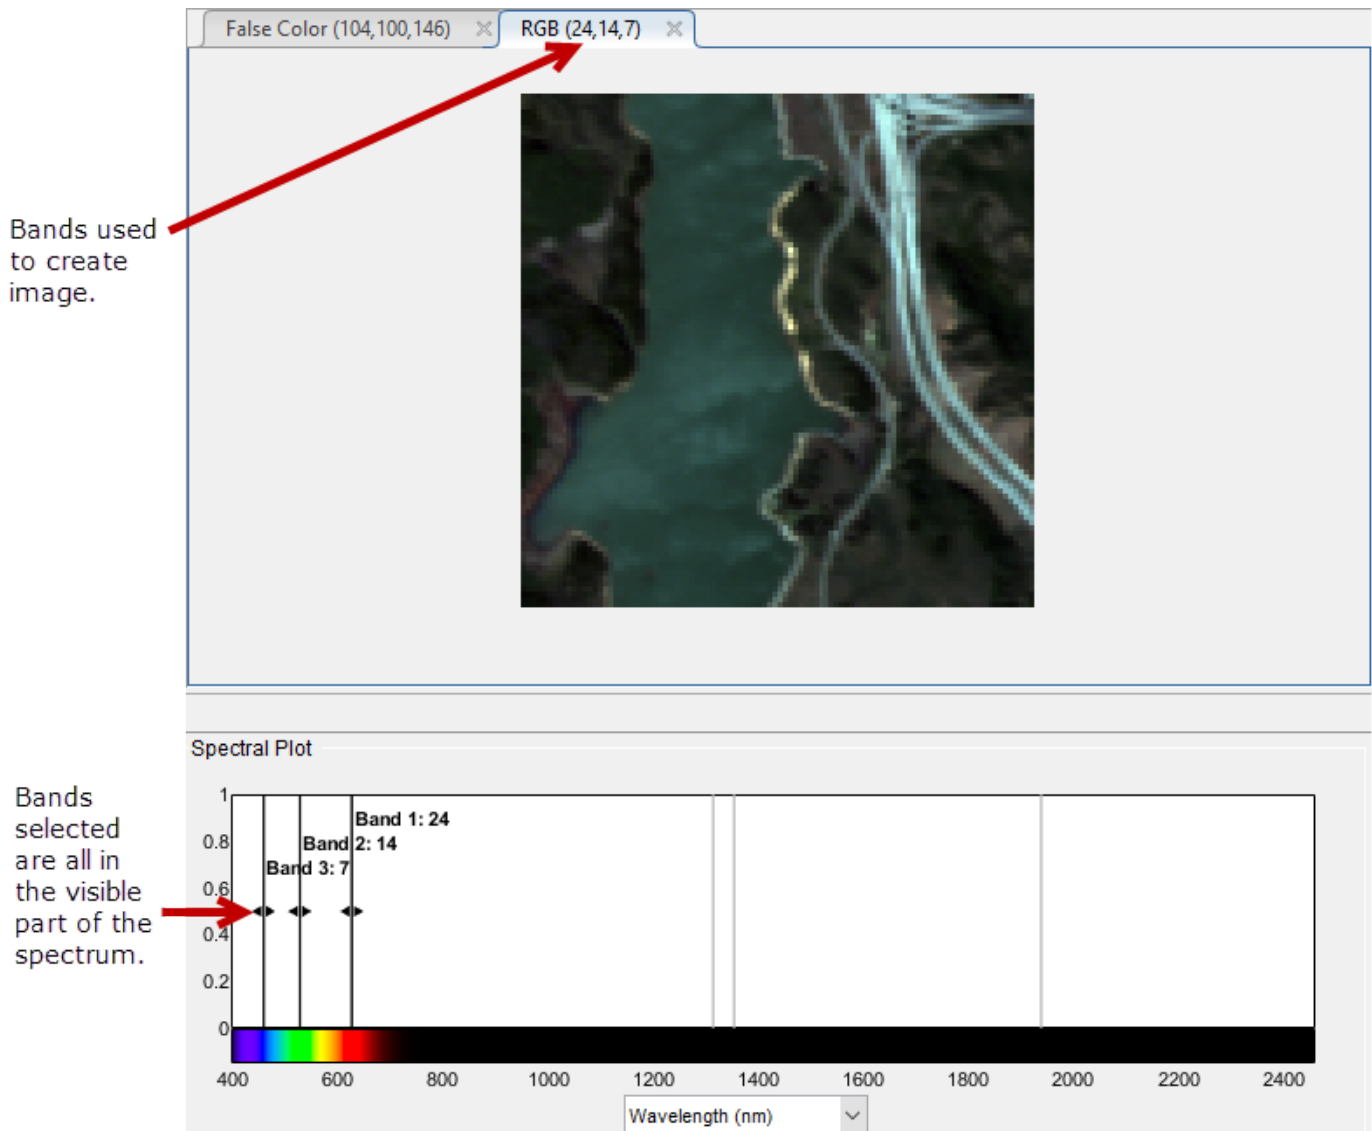 False Color (104,100,146)
RGB (24,14,7)
Bands used
to create
image.
Spectral Plot
Bands
selected
are all in
the visible
part of the
spectrum.
1
0.8
0.6
0.4
0.2
0
Band 1: 24
Band 2: 14
Band 3: 7
400 600 800 1000 1200 1400 1600 1800 2000 2200 2400
Wavelength (nm)